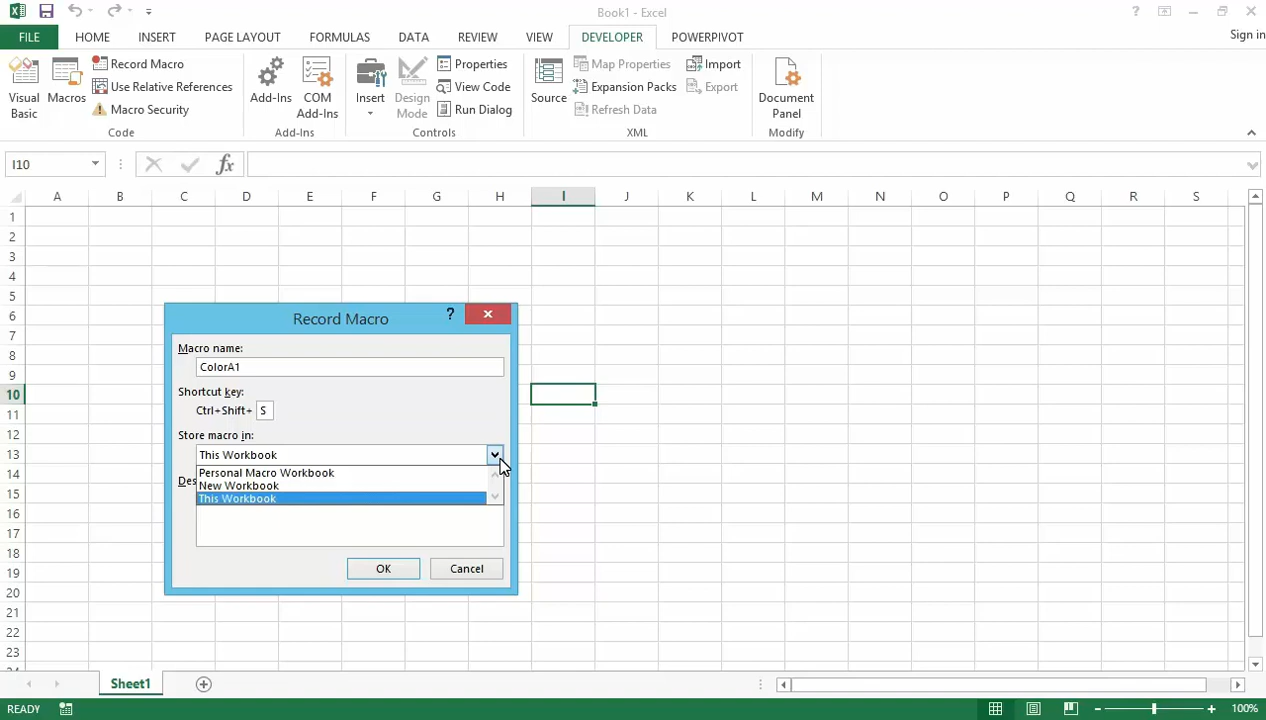 Book1 - Excel
FILE HOME INSERT PAGE LAYOUT FORMULAS DATA REVIEW VIEW DEVELOPER POWERPIVOT Sign in
Visual Basic
Macros
Record Macro
Use Relative References
Macro Security
Code
Add-Ins
COM Add-Ins
Add-Ins
Insert
Design Mode
Properties
View Code
Run Dialog
Controls
Source
Map Properties
Expansion Packs
Refresh Data
Import
Export
XML
Document Panel
Modify
I10
fx
A B C D E F G H I J K L M N O P Q R S
1
2
3
4
5
6
7
8
9
10
11
12
13
14
15
16
17
18
19
20
21
22
23
Record Macro ?
Macro name:
ColorA1
Shortcut key:
Ctrl+Shift+ S
Store macro in:
This Workbook
Personal Macro Workbook
New Workbook
This Workbook
Des
OK Cancel
Sheet1
READY 100%